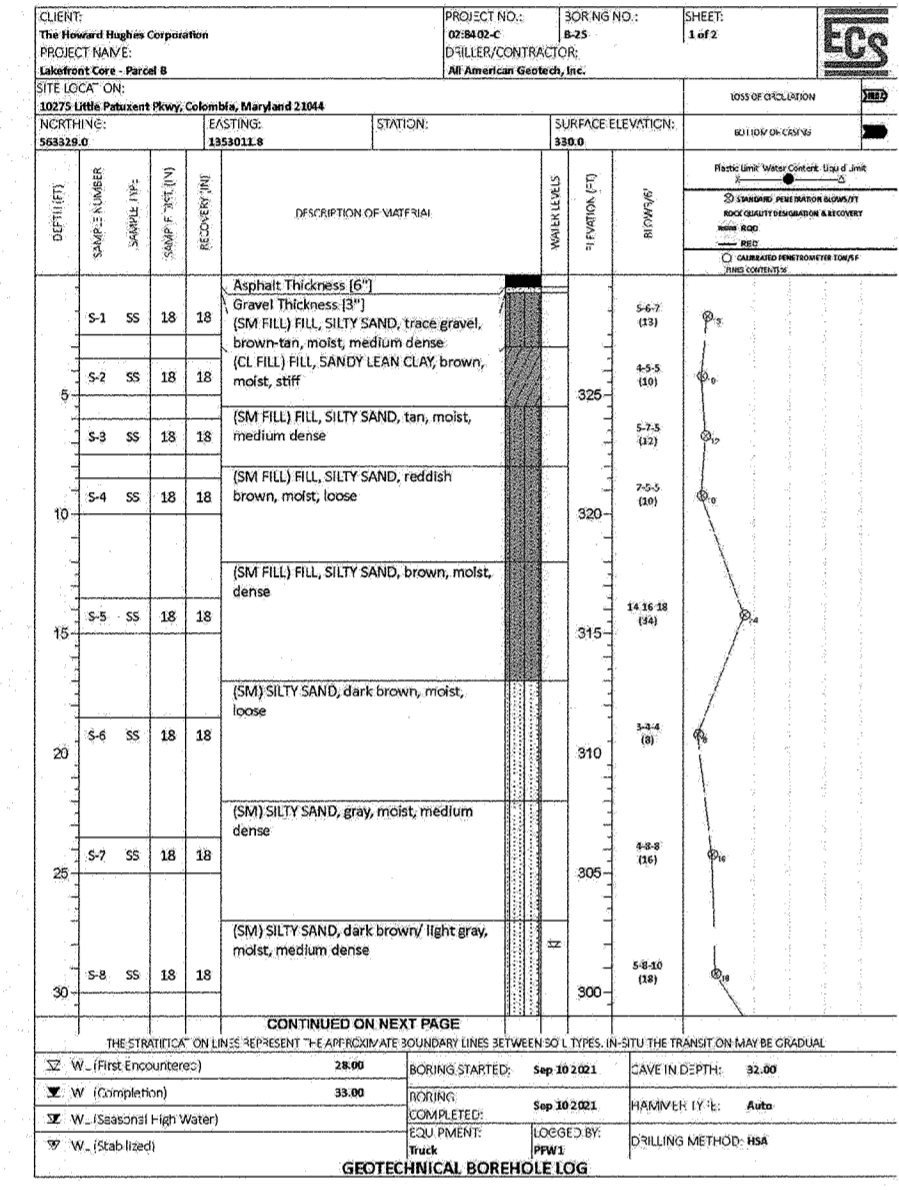 CLIENT:
The Howard Hughes Corporation
PROJECT NO.:
02:8402-C
BORING NO.:
B-25
SHEET:
1 of 2
ECS
PROJECT NAME:
Lakefront Core - Parcel B
DRILLER/CONTRACTOR:
All American Geotech, Inc.
SITE LOCATION:
10275 Little Patuxent Pkwy, Colombia, Maryland 21044
LOSS OF CIRCULATION
NORTHING:
563329.0
EASTING:
1353011.8
STATION:
SURFACE ELEVATION:
330.0
BOTTOM OF CASING
DEPTH (FT)
SAMPLE NUMBER
SAMPLE TYPE
SAMPLE DIST. (IN)
RECOVERY (IN)
DESCRIPTION OF MATERIAL
WATER LEVELS
ELEVATION (FT)
BLOWS/6"
Plastic Limit Water Content Liquid Limit
STANDARD PENETRATION BLOWS/FT
ROCK QUALITY DESIGNATION & RECOVERY
RQD
REC
CALIBRATED PENETROMETER TON/SF
[FINES CONTENT] %
Asphalt Thickness [6"]
Gravel Thickness [3"]
S-1 SS 18 18
(SM FILL) FILL, SILTY SAND, trace gravel,
brown-tan, moist, medium dense
5-6-7
(13)
(CL FILL) FILL, SANDY LEAN CLAY, brown,
moist, stiff
S-2 SS 18 18
4-5-5
(10)
5
325
(SM FILL) FILL, SILTY SAND, tan, moist,
medium dense
S-3 SS 18 18
5-7-5
(12)
12
(SM FILL) FILL, SILTY SAND, reddish
brown, moist, loose
S-4 SS 18 18
7-5-5
(10)
10
320
(SM FILL) FILL, SILTY SAND, brown, moist,
dense
S-5 SS 18 18
14-16-18
(34)
15
315
(SM) SILTY SAND, dark brown, moist,
loose
S-6 SS 18 18
3-4-4
(8)
8
20
310
(SM) SILTY SAND, gray, moist, medium
dense
S-7 SS 18 18
4-8-8
(16)
16
25
305
(SM) SILTY SAND, dark brown/ light gray,
moist, medium dense
S-8 SS 18 18
5-8-10
(18)
18
30
300
CONTINUED ON NEXT PAGE
THE STRATIFICATION LINES REPRESENT THE APPROXIMATE BOUNDARY LINES BETWEEN SOIL TYPES. IN-SITU THE TRANSITION MAY BE GRADUAL
WL (First Encountered) 28.00
BORING STARTED: Sep 10 2021
CAVE IN DEPTH: 32.00
WL (Completion) 33.00
BORING
COMPLETED: Sep 10 2021
HAMMER TYPE: Auto
WL (Seasonal High Water)
WL (Stabilized)
EQUIPMENT:
Truck
LOGGED BY:
PFW1
DRILLING METHOD: HSA
GEOTECHNICAL BOREHOLE LOG